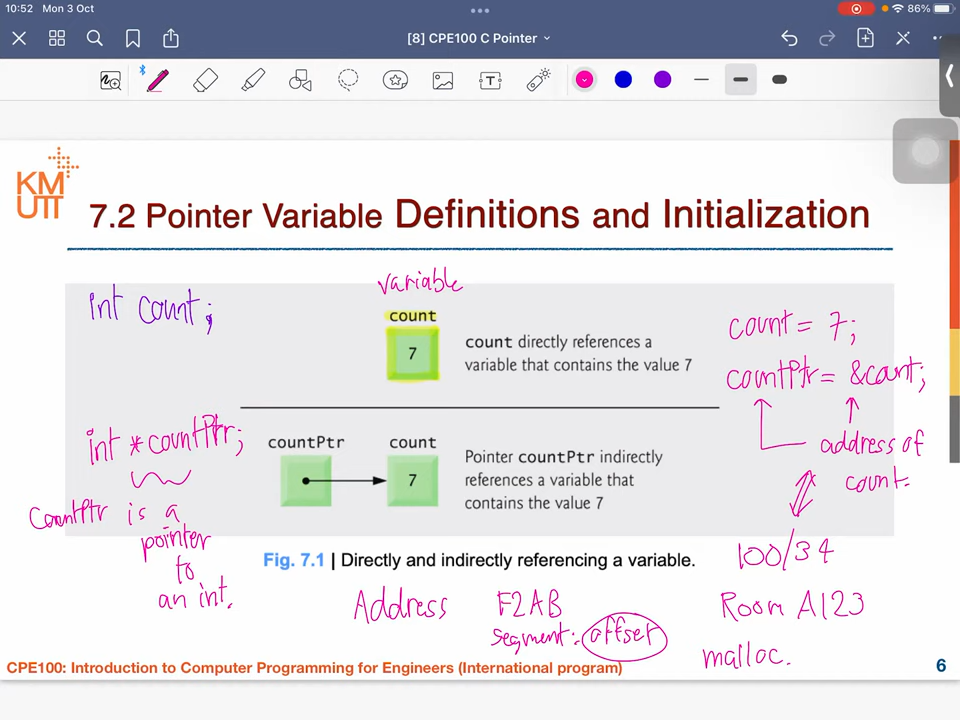 10:52 Mon 3 Oct
86%
[8] CPE100 C Pointer
KM
UTT
7.2 Pointer Variable Definitions and Initialization
int count;
variable
count
7
count directly references a
variable that contains the value 7
count = 7;
countPtr = &count;
address of
count.
int *countPtr;
countPtr is a
pointer
to
an int.
countPtr count
7
Pointer countPtr indirectly
references a variable that
contains the value 7
100/34
Fig. 7.1 | Directly and indirectly referencing a variable.
Address F2AB
segment: offset
Room A123
malloc.
CPE100: Introduction to Computer Programming for Engineers (International program)
6